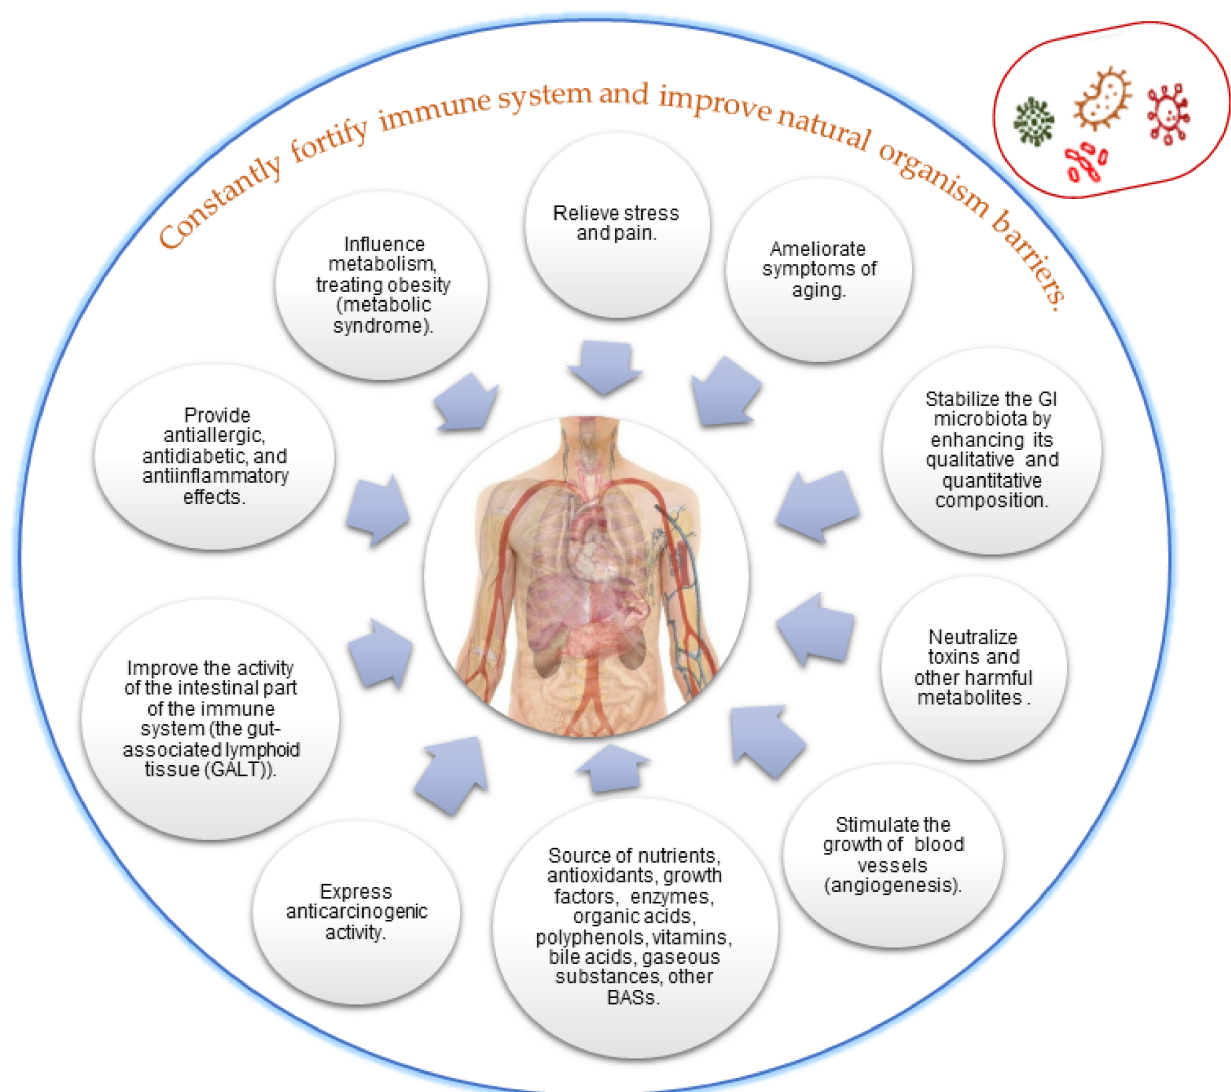 Constantly fortify immune system and improve natural organism barriers.
Relieve stress
and pain.
Ameliorate
symptoms of
aging.
Stabilize the GI
microbiota by
enhancing its
qualitative and
quantitative
composition.
Neutralize
toxins and
other harmful
metabolites .
Stimulate the
growth of blood
vessels
(angiogenesis).
Source of nutrients,
antioxidants, growth
factors, enzymes,
organic acids,
polyphenols, vitamins,
bile acids, gaseous
substances, other
BASs.
Express
anticarcinogenic
activity.
Improve the activity
of the intestinal part
of the immune
system (the gut-
associated lymphoid
tissue (GALT)).
Provide
antiallergic,
antidiabetic, and
antiinflammatory
effects.
Influence
metabolism,
treating obesity
(metabolic
syndrome).